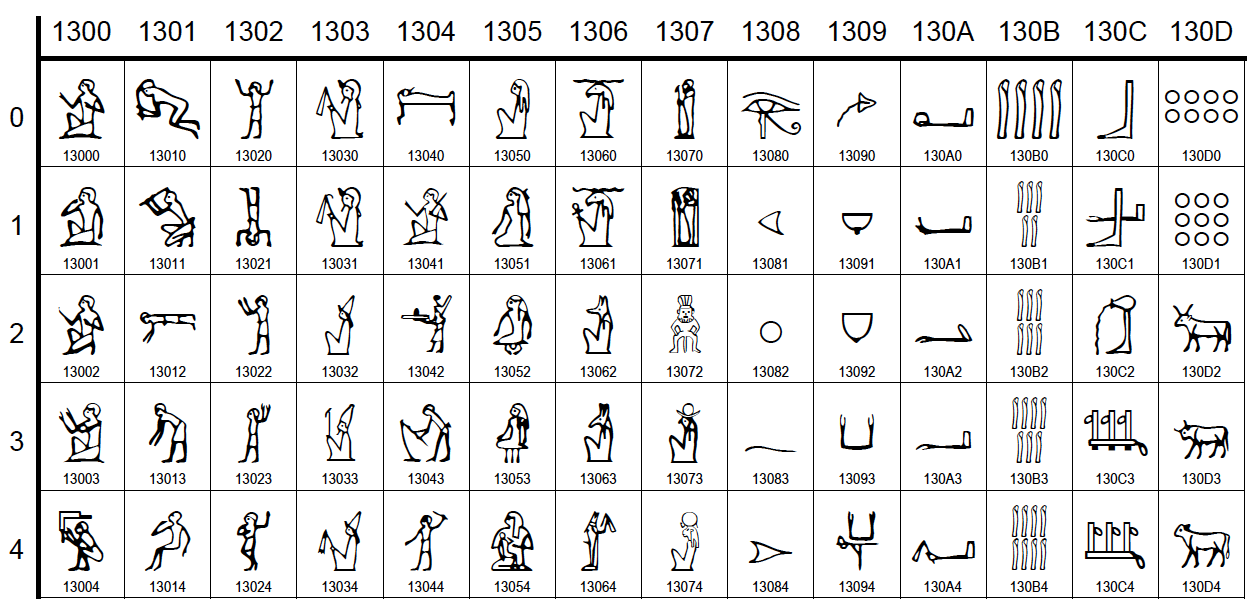 1300 1301 1302 1303 1304 1305 1306 1307 1308 1309 130A 130B 130C 130D
0 𓀀 𓀐 𓀠 𓀰 𓁀 𓁐 𓁠 𓁰 𓂀 𓂐 𓂠 𓂰 𓃀 𓃐
13000 13010 13020 13030 13040 13050 13060 13070 13080 13090 130A0 130B0 130C0 130D0
1 𓀁 𓀑 𓀡 𓀱 𓁁 𓁑 𓁡 𓁱 𓂁 𓂑 𓂡 𓂱 𓃁 𓃑
13001 13011 13021 13031 13041 13051 13061 13071 13081 13091 130A1 130B1 130C1 130D1
2 𓀂 𓀒 𓀢 𓀲 𓁂 𓁒 𓁢 𓁲 𓂂 𓂒 𓂢 𓂲 𓃂 𓃒
13002 13012 13022 13032 13042 13052 13062 13072 13082 13092 130A2 130B2 130C2 130D2
3 𓀃 𓀓 𓀣 𓀳 𓁃 𓁓 𓁣 𓁳 𓂃 𓂓 𓂣 𓂳 𓃃 𓃓
13003 13013 13023 13033 13043 13053 13063 13073 13083 13093 130A3 130B3 130C3 130D3
4 𓀄 𓀔 𓀤 𓀴 𓁄 𓁔 𓁤 𓁴 𓂄 𓂔 𓂤 𓂴 𓃄 𓃔
13004 13014 13024 13034 13044 13054 13064 13074 13084 13094 130A4 130B4 130C4 130D4